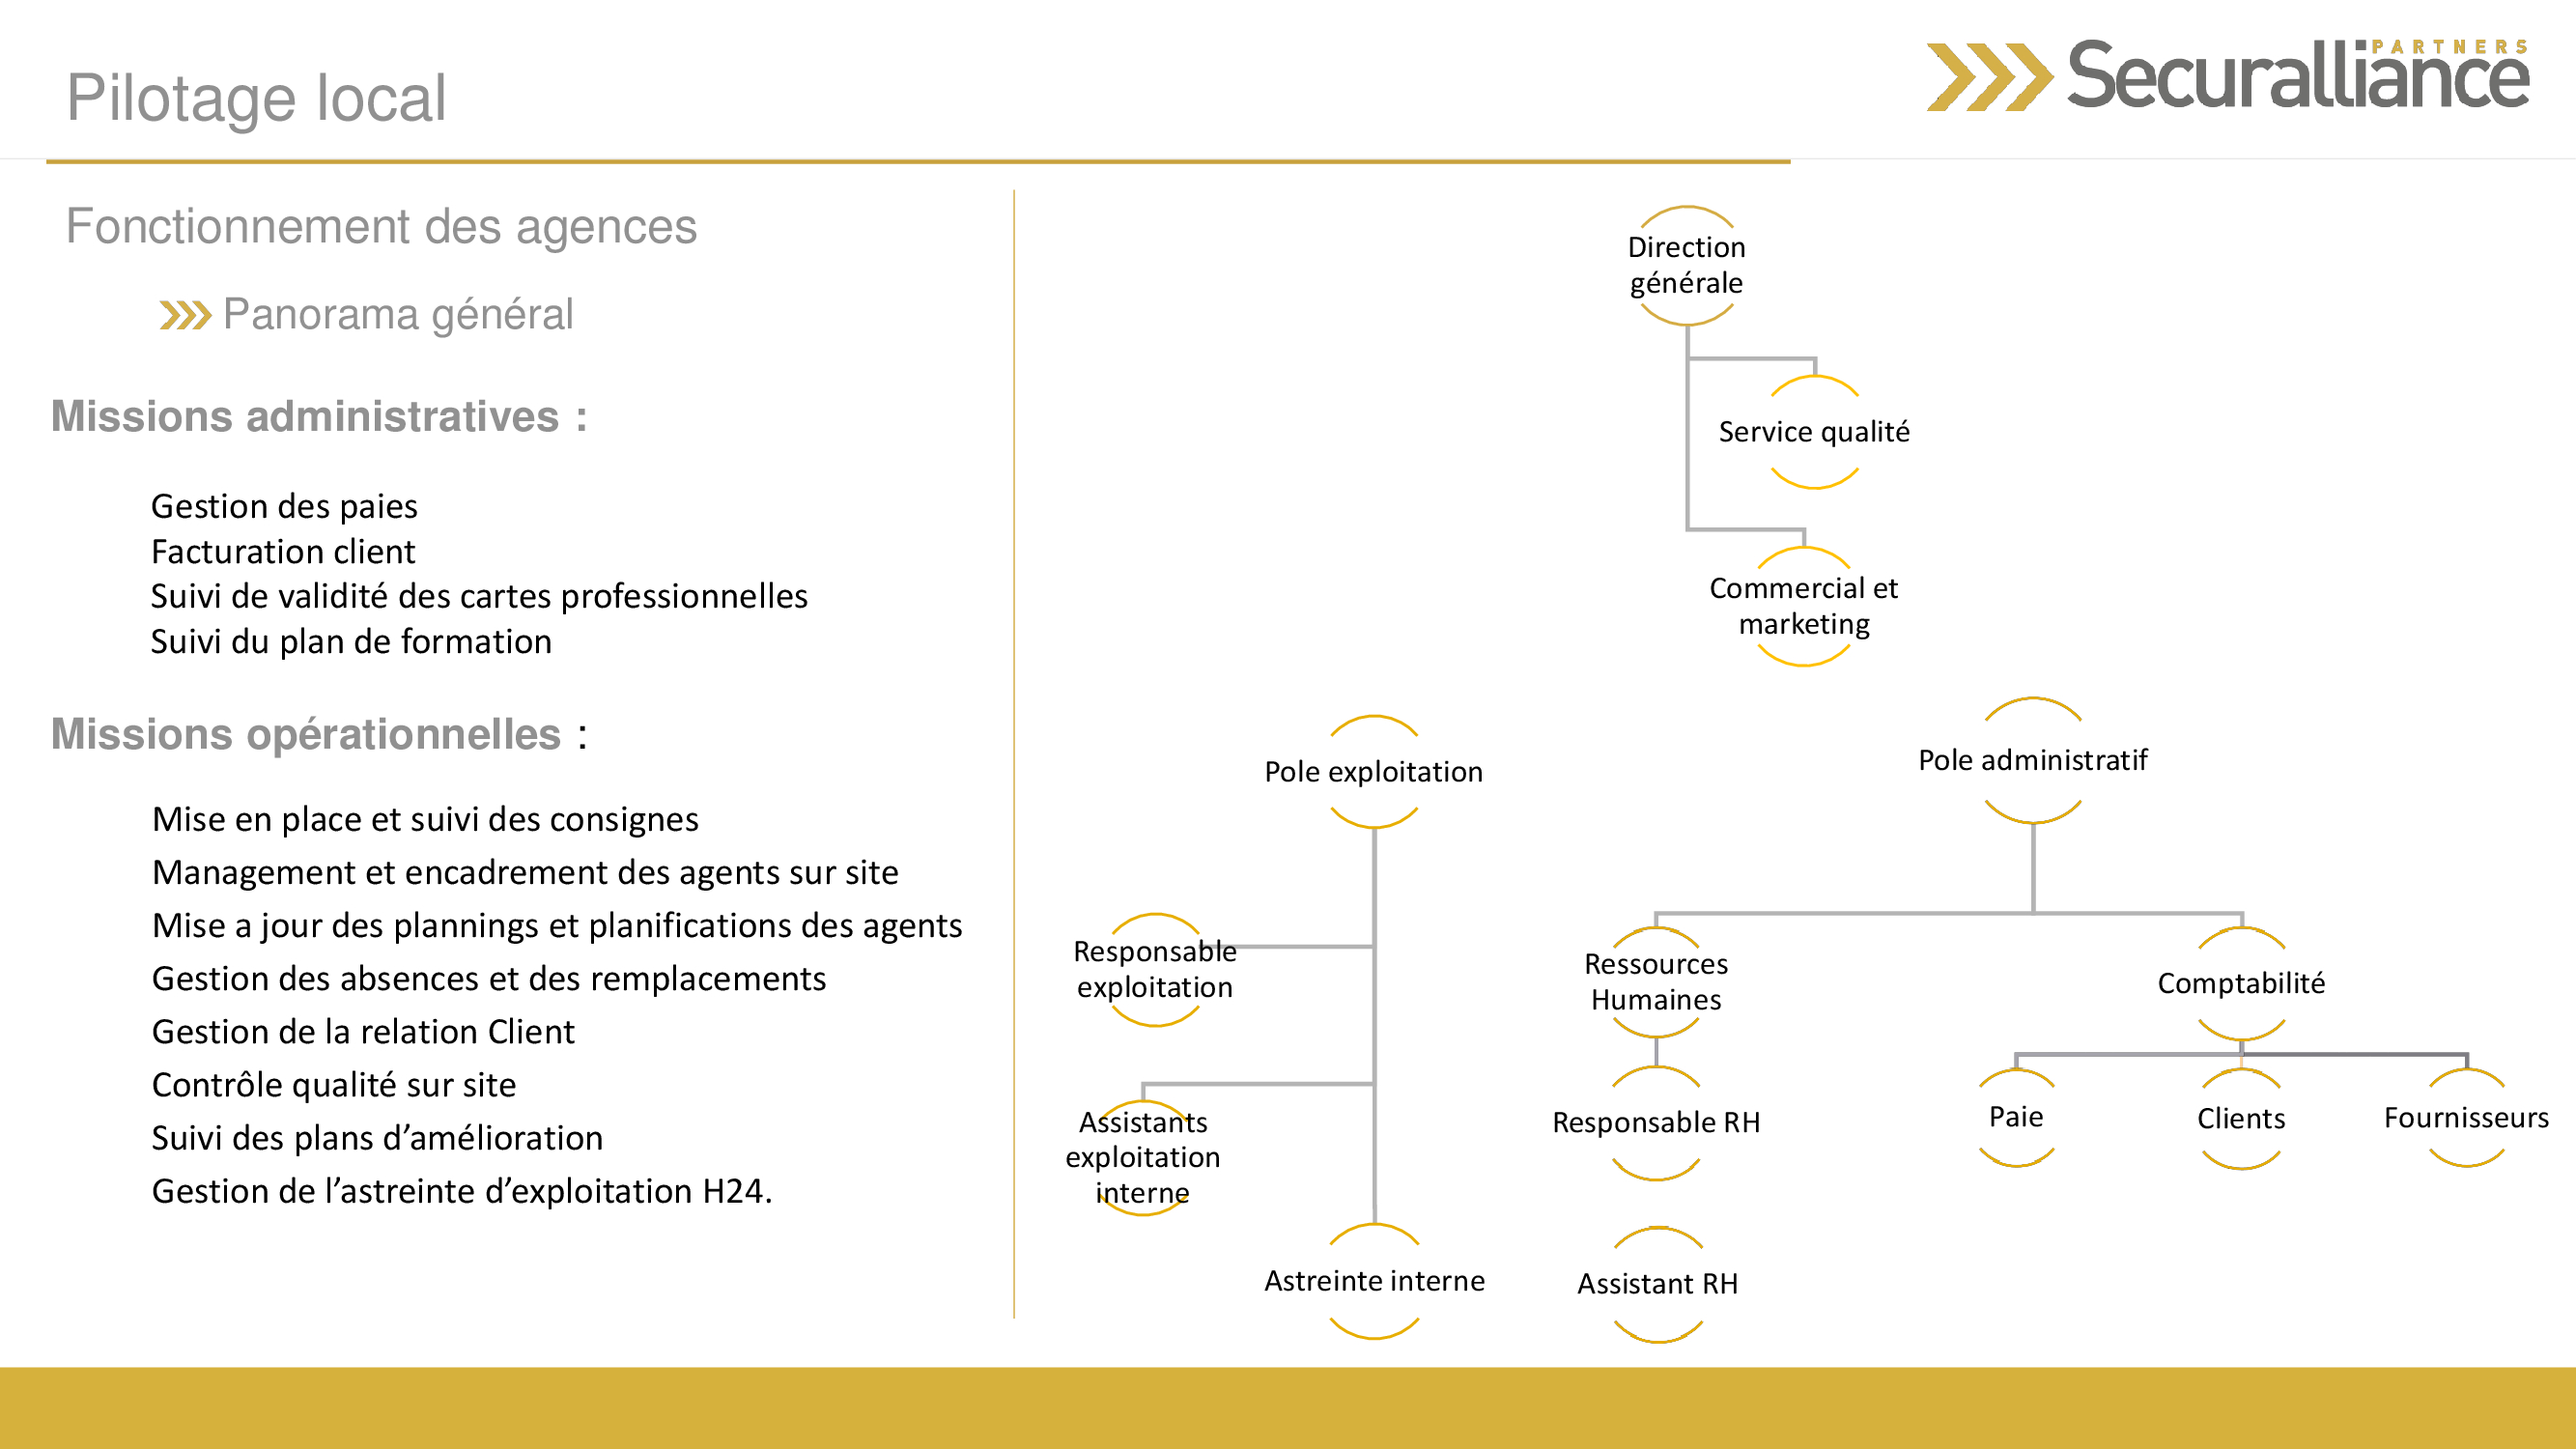 Pilotage local
PARTNERS
Securalliance
Fonctionnement des agences
Panorama général
Missions administratives :
Gestion des paies
Facturation client
Suivi de validité des cartes professionnelles
Suivi du plan de formation
Missions opérationnelles :
Mise en place et suivi des consignes
Management et encadrement des agents sur site
Mise a jour des plannings et planifications des agents
Gestion des absences et des remplacements
Gestion de la relation Client
Contrôle qualité sur site
Suivi des plans d’amélioration
Gestion de l’astreinte d’exploitation H24.
Direction
générale
Service qualité
Commercial et
marketing
Pole exploitation
Pole administratif
Responsable
exploitation
Ressources
Humaines
Comptabilité
Assistants
exploitation
interne
Responsable RH
Paie
Clients
Fournisseurs
Astreinte interne
Assistant RH